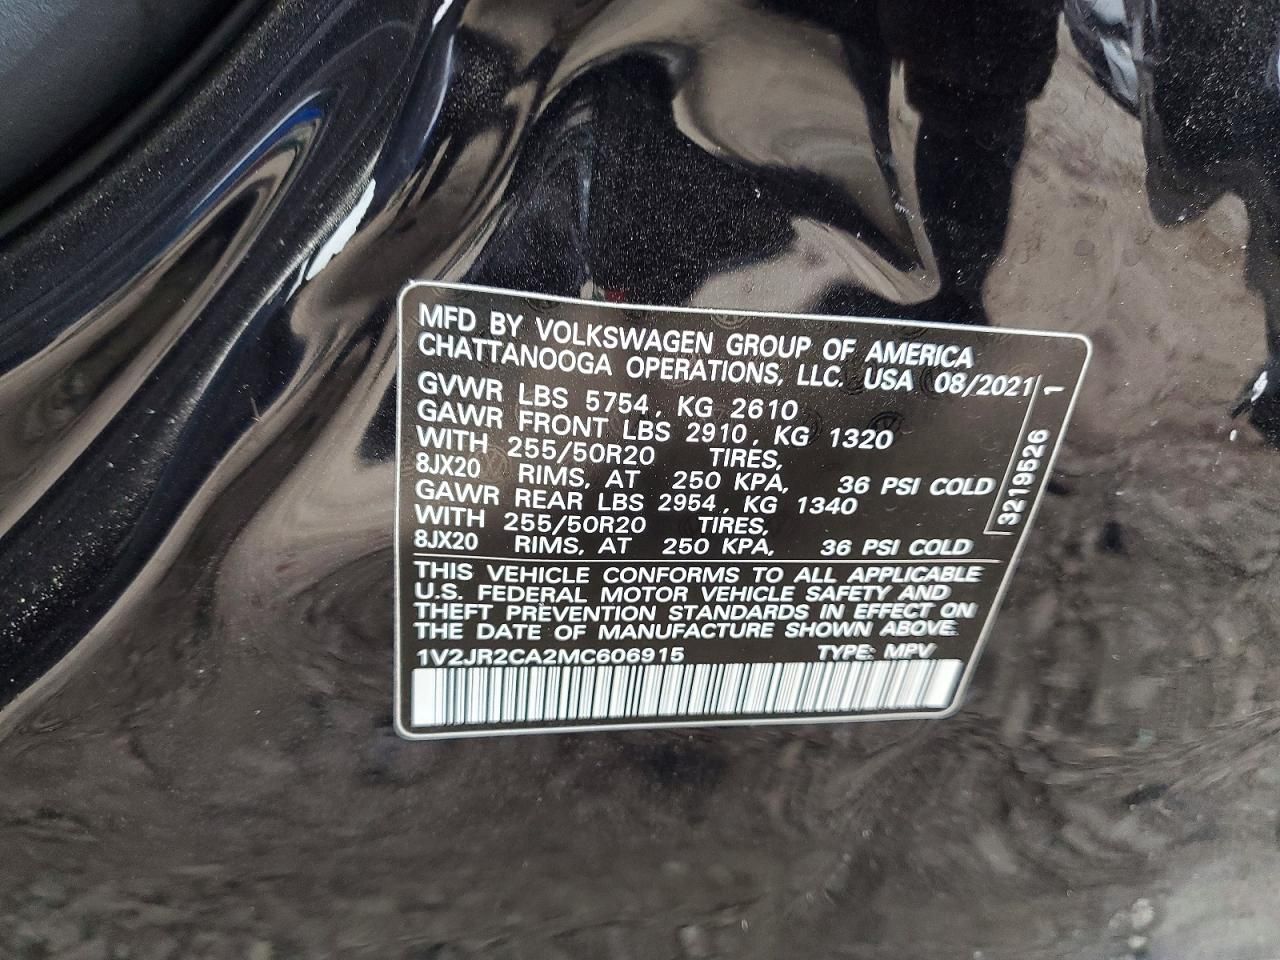 MFD BY VOLKSWAGEN GROUP OF AMERICA
CHATTANOOGA OPERATIONS, LLC. USA 08/2021
GVWR LBS 5754, KG 2610
GAWR FRONT LBS 2910, KG 1320
WITH 255/50R20 TIRES,
8JX20 RIMS, AT 250 KPA, 36 PSI COLD
GAWR REAR LBS 2954, KG 1340
WITH 255/50R20 TIRES,
8JX20 RIMS, AT 250 KPA, 36 PSI COLD
3219526 1
THIS VEHICLE CONFORMS TO ALL APPLICABLE
U.S. FEDERAL MOTOR VEHICLE SAFETY AND
THEFT PREVENTION STANDARDS IN EFFECT ON
THE DATE OF MANUFACTURE SHOWN ABOVE.
1V2JR2CA2MC606915 TYPE: MPV